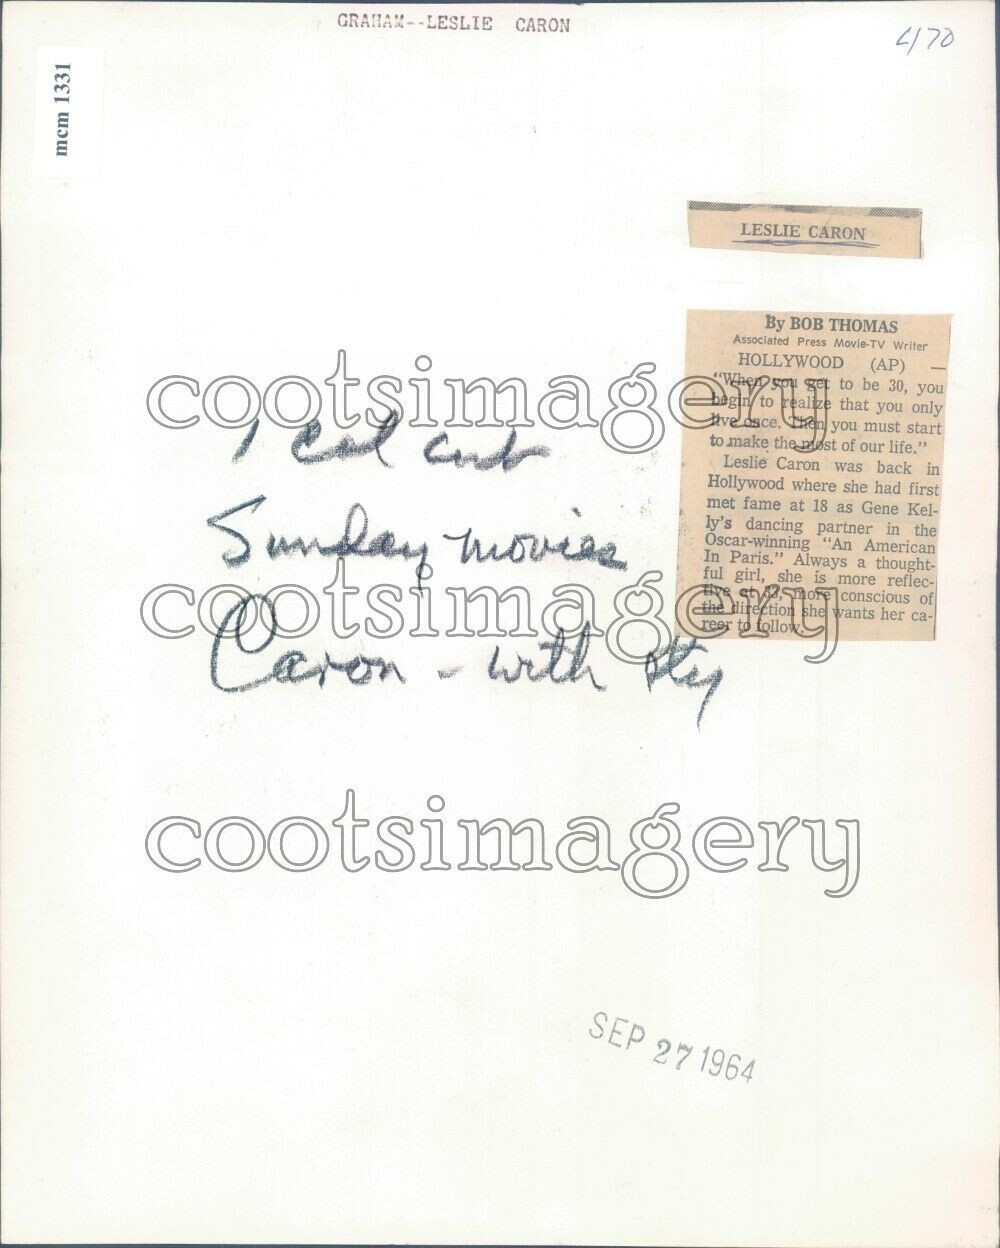 GRAHAM--LESLIE CARON
4170
mcm 1331
LESLIE CARON
By BOB THOMAS
Associated Press Movie-TV Writer
HOLLYWOOD (AP) —
"When you get to be 30, you
begin to realize that you only
live once. Then you must start
to make the most of our life."
Leslie Caron was back in
Hollywood where she had first
met fame at 18 as Gene Kel-
ly's dancing partner in the
Oscar-winning "An American
In Paris." Always a thought-
ful girl, she is more reflec-
tive at 33, more conscious of
the direction she wants her ca-
reer to follow.
1 col cut
Sunday movies
Caron - with sty
cootsimagery
cootsimagery
cootsimagery
SEP 27 1964